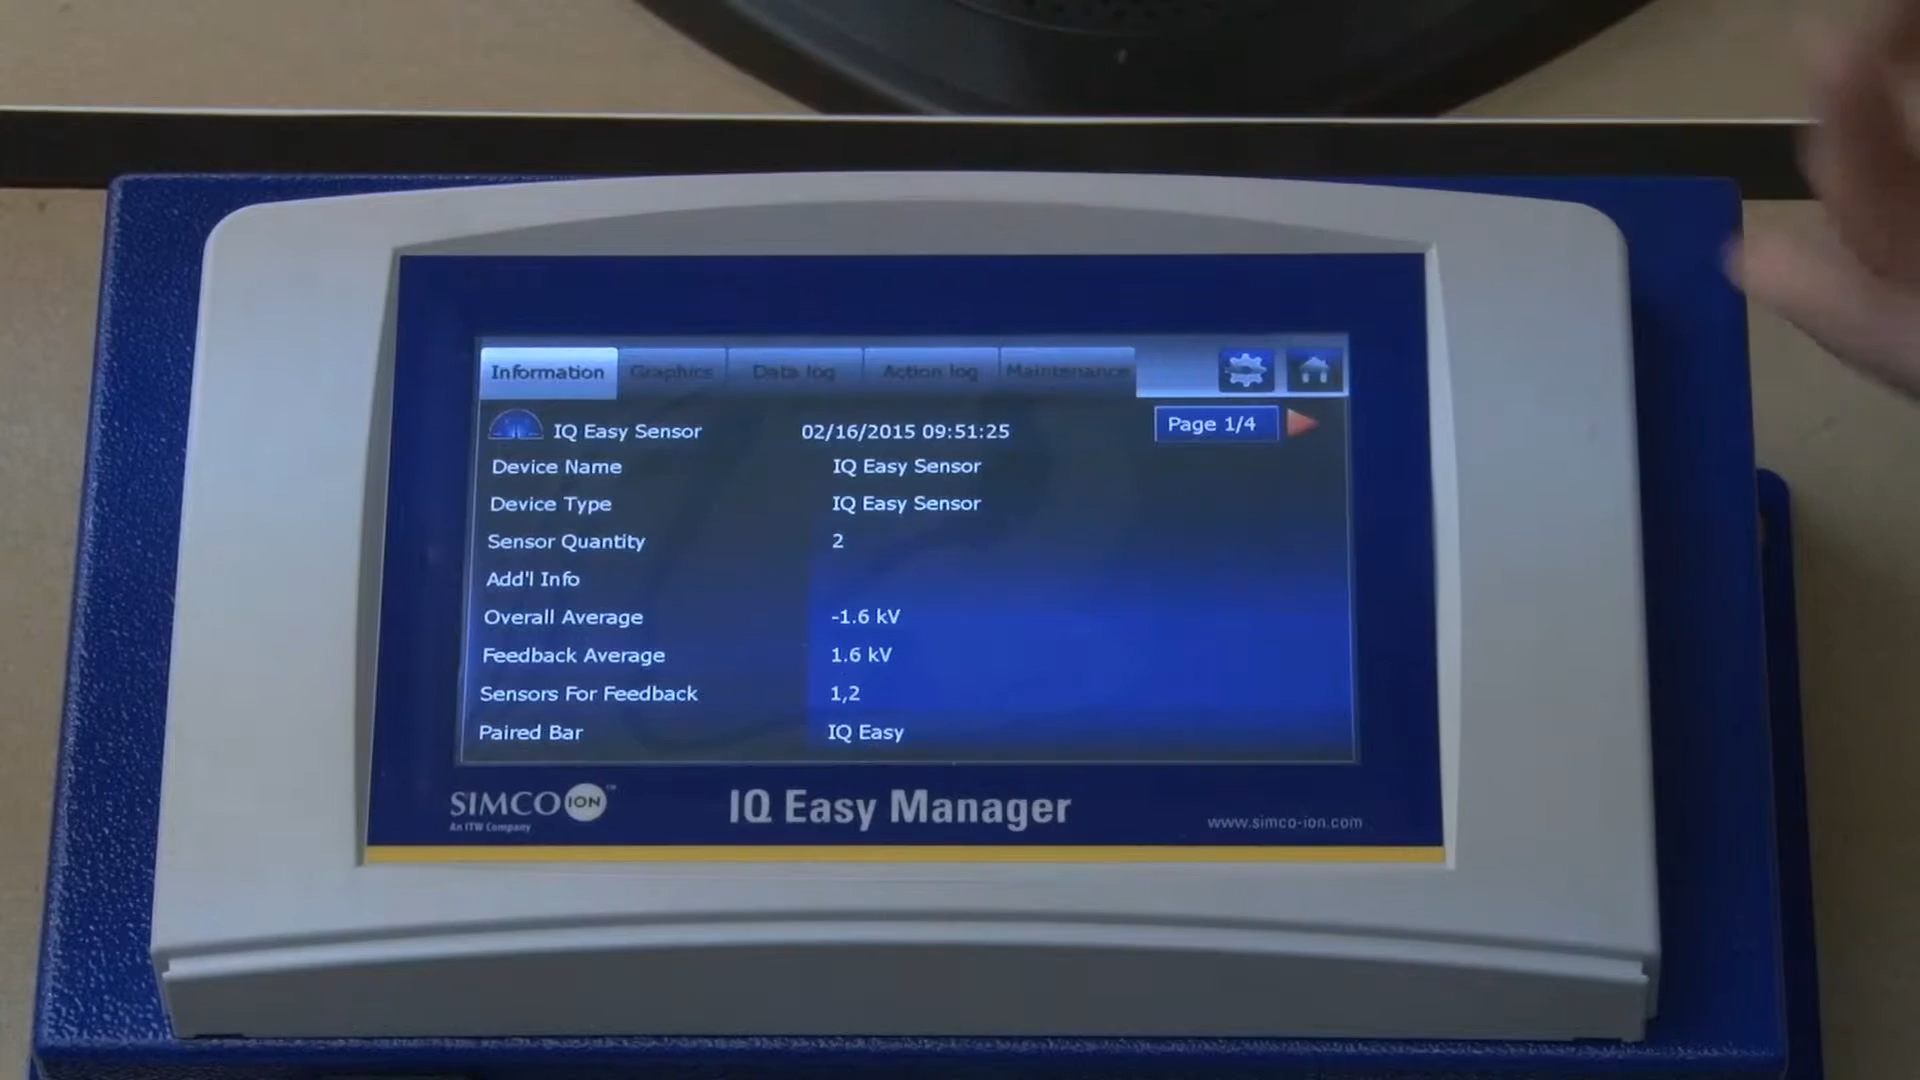 Information Graphics Data log Action log Maintenance
IQ Easy Sensor 02/16/2015 09:51:25 Page 1/4
Device Name IQ Easy Sensor
Device Type IQ Easy Sensor
Sensor Quantity 2
Add'l Info
Overall Average -1.6 kV
Feedback Average 1.6 kV
Sensors For Feedback 1,2
Paired Bar IQ Easy
SIMCO ION™ IQ Easy Manager www.simco-ion.com
An ITW Company